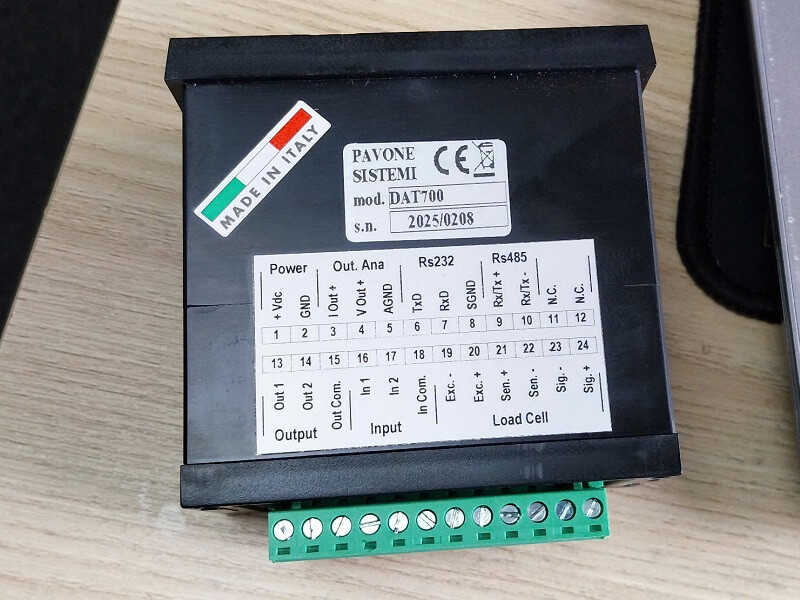 MADE IN ITALY
PAVONE
SISTEMI
CE
mod. DAT700
s.n. 2025/0208
Power Out. Ana Rs232 Rs485
+ Vdc GND I Out + V Out + AGND TxD RxD SGND Rx/Tx + Rx/Tx - N.C. N.C.
1 2 3 4 5 6 7 8 9 10 11 12
13 14 15 16 17 18 19 20 21 22 23 24
Out 1 Out 2 Out Com. In 1 In 2 In Com. Exc. - Exc. + Sen. + Sen. - Sig. - Sig. +
Output Input Load Cell